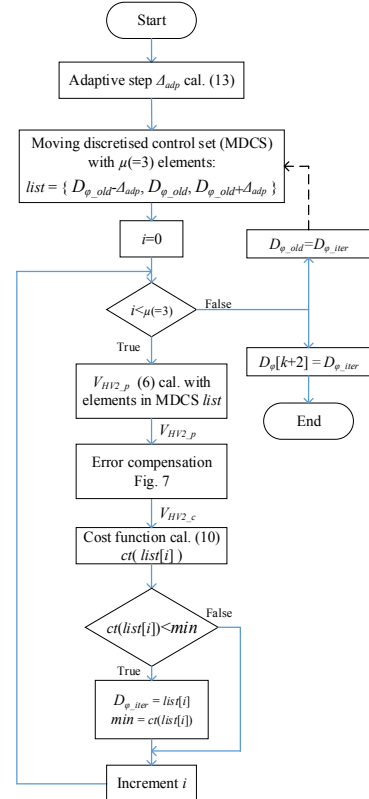 Start
Adaptive step Δadp cal. (13)
Moving discretised control set (MDCS)
with μ(=3) elements:
list = { Dφ_old-Δadp, Dφ_old, Dφ_old+Δadp }
i=0
Dφ_old=Dφ_iter
i<μ(=3)
False
True
Dφ[k+2] = Dφ_iter
End
VHV2_p (6) cal. with
elements in MDCS list
VHV2_p
Error compensation
Fig. 7
VHV2_c
Cost function cal. (10)
ct( list[i] )
ct(list[i])<min
False
True
Dφ_iter = list[i]
min = ct(list[i])
Increment i